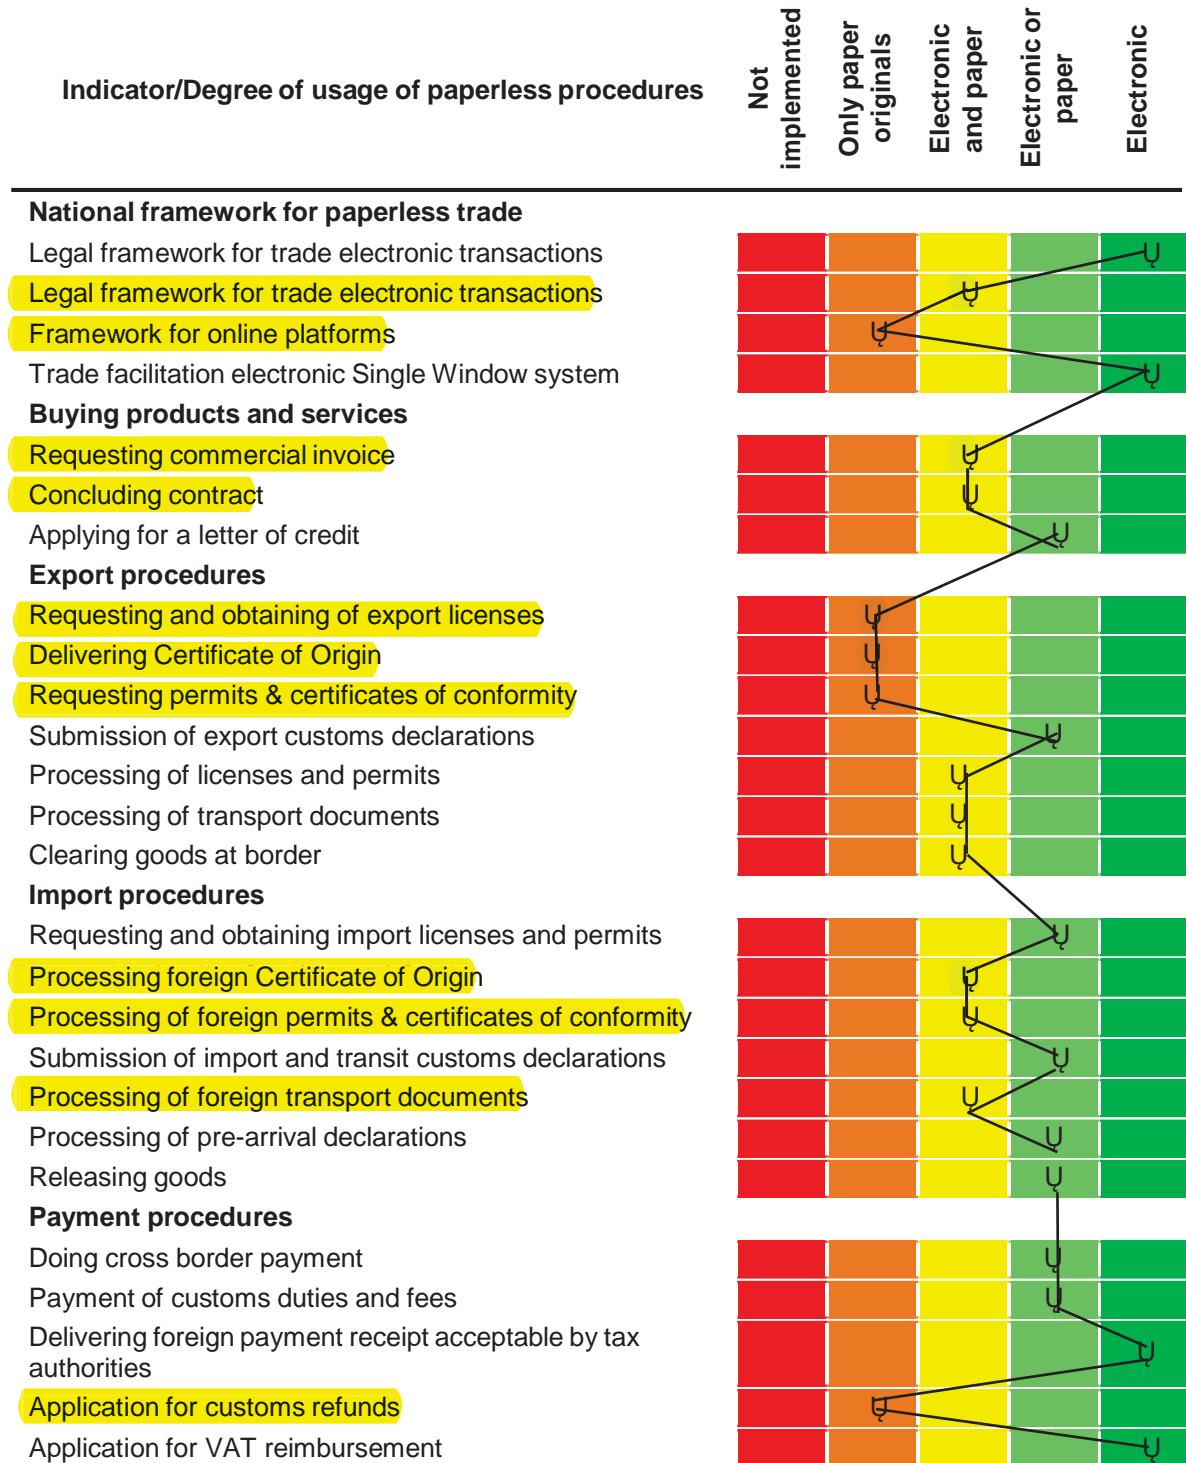 Indicator/Degree of usage of paperless procedures
Not
implemented
Only paper
originals
Electronic
and paper
Electronic or
paper
Electronic
National framework for paperless trade
Legal framework for trade electronic transactions
Ų
Legal framework for trade electronic transactions
Ų
Framework for online platforms
Ų
Trade facilitation electronic Single Window system
Ų
Buying products and services
Requesting commercial invoice
Ų
Concluding contract
Ų
Applying for a letter of credit
Ų
Export procedures
Requesting and obtaining of export licenses
Ų
Delivering Certificate of Origin
Ų
Requesting permits & certificates of conformity
Ų
Submission of export customs declarations
Ų
Processing of licenses and permits
Ų
Processing of transport documents
Ų
Clearing goods at border
Ų
Import procedures
Requesting and obtaining import licenses and permits
Ų
Processing foreign Certificate of Origin
Ų
Processing of foreign permits & certificates of conformity
Ų
Submission of import and transit customs declarations
Ų
Processing of foreign transport documents
Ų
Processing of pre-arrival declarations
Ų
Releasing goods
Ų
Payment procedures
Doing cross border payment
Ų
Payment of customs duties and fees
Ų
Delivering foreign payment receipt acceptable by tax
authorities
Ų
Application for customs refunds
Ų
Application for VAT reimbursement
Ų